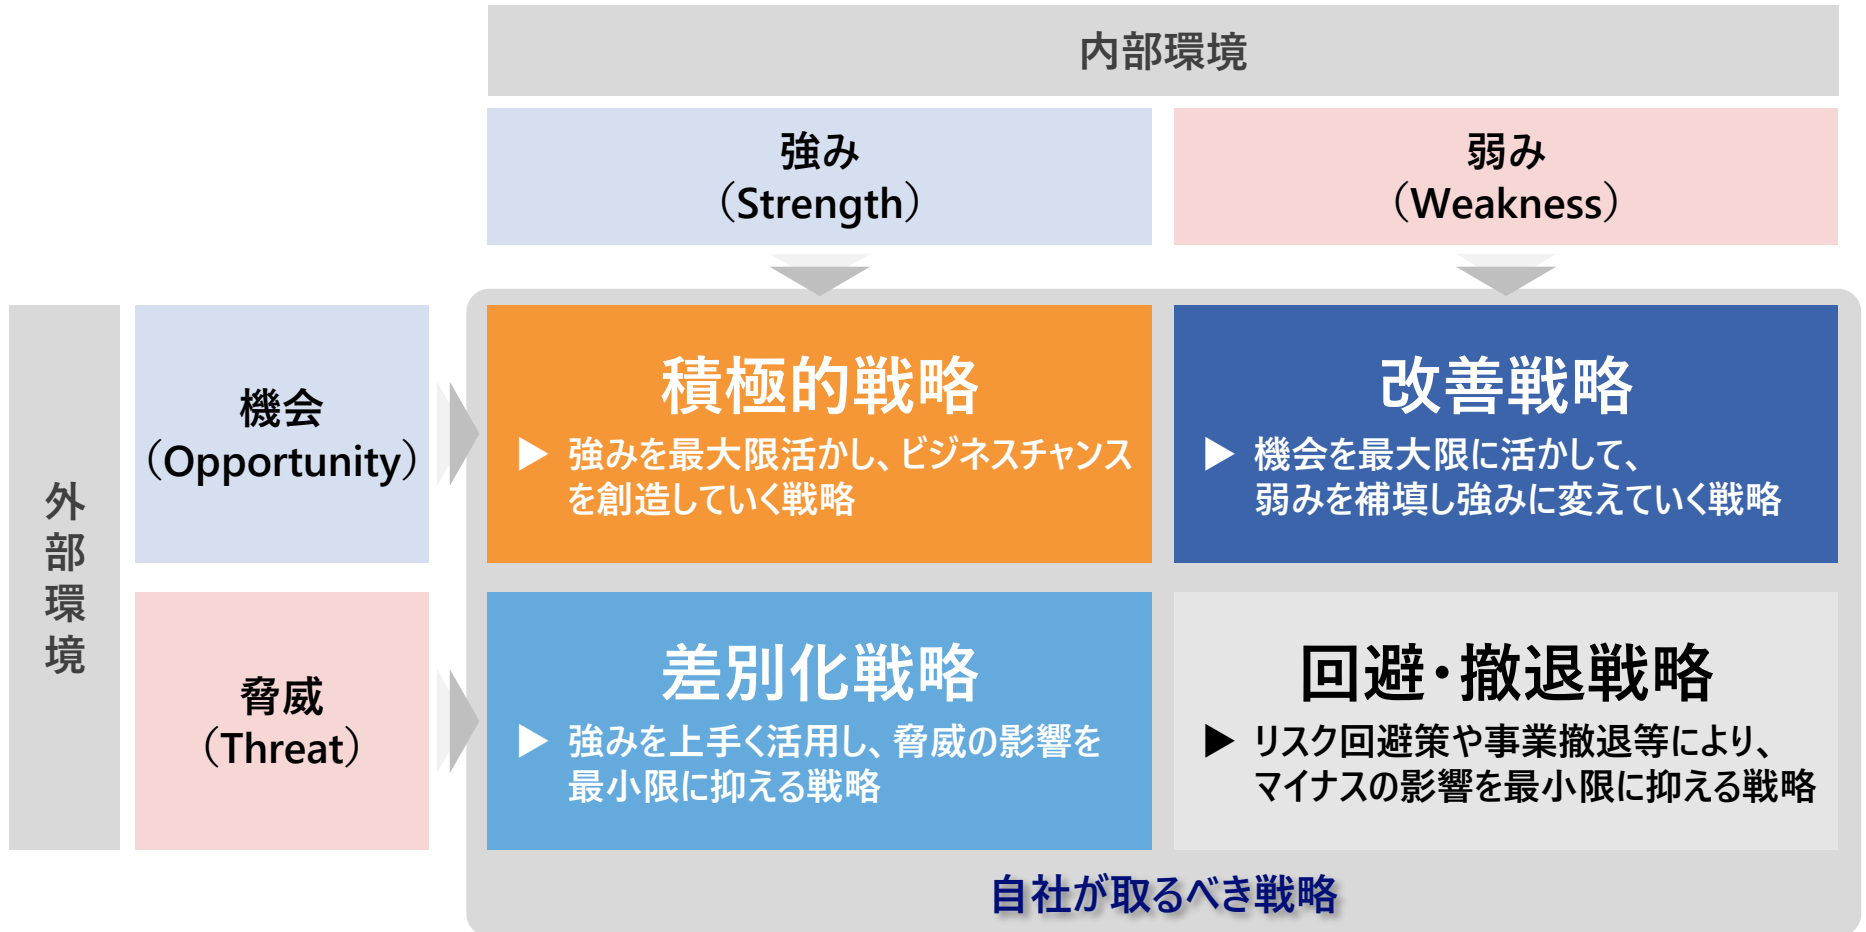 内部環境
強み
（Strength）
弱み
（Weakness）
外部環境
機会
（Opportunity）
積極的戦略
▶ 強みを最大限活かし、ビジネスチャンス
を創造していく戦略
改善戦略
▶ 機会を最大限に活かして、
弱みを補填し強みに変えていく戦略
脅威
（Threat）
差別化戦略
▶ 強みを上手く活用し、脅威の影響を
最小限に抑える戦略
回避・撤退戦略
▶ リスク回避策や事業撤退等により、
マイナスの影響を最小限に抑える戦略
自社が取るべき戦略